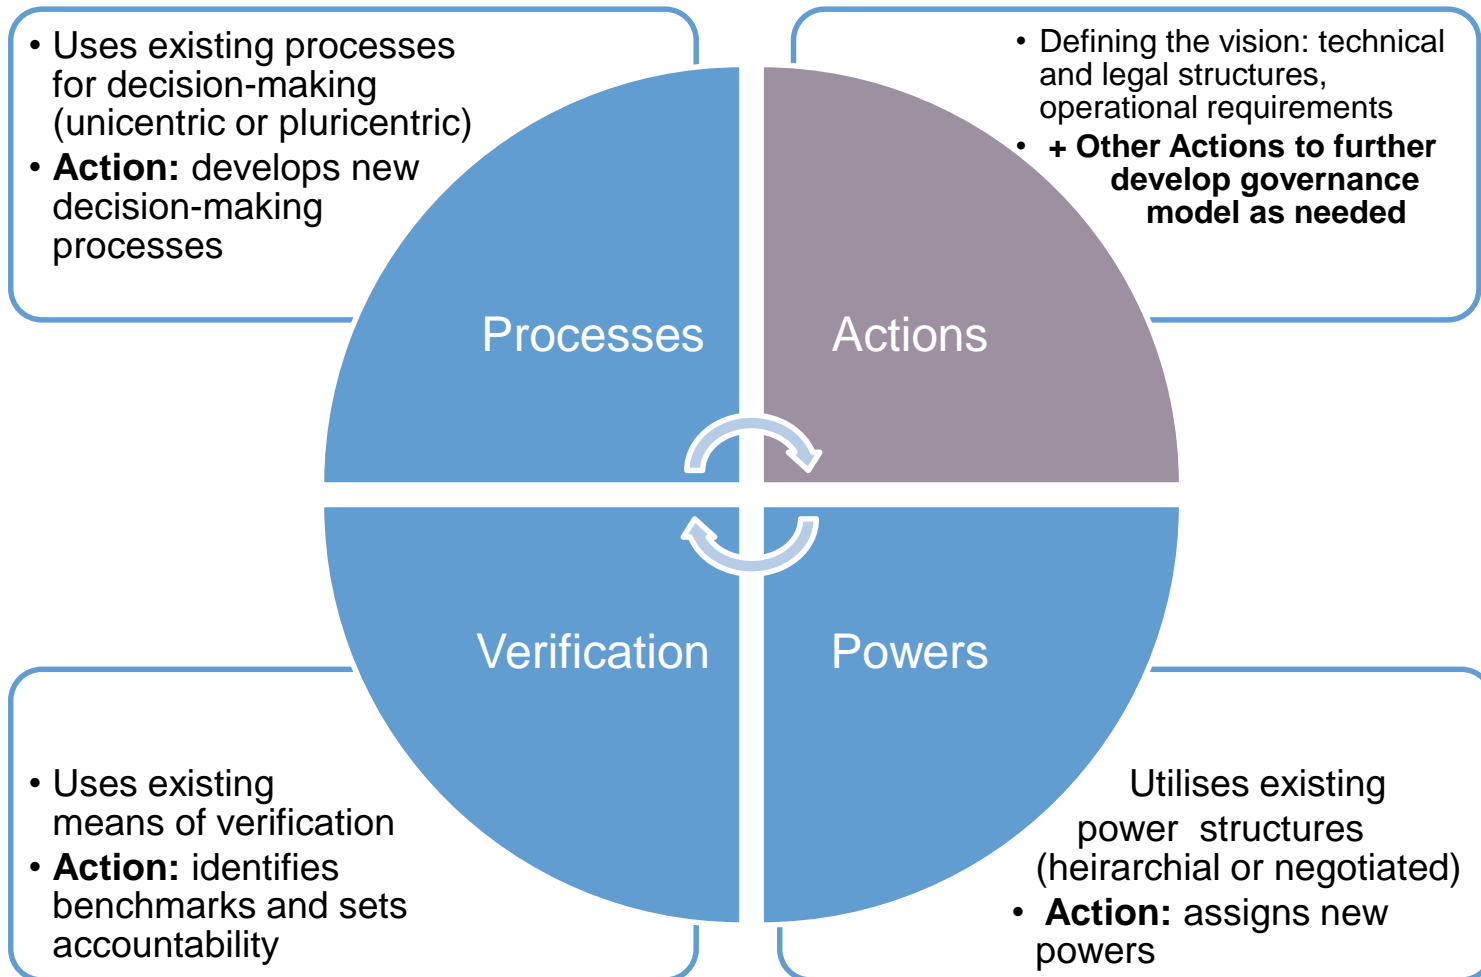 • Uses existing processes
for decision-making
(unicentric or pluricentric)
• Action: develops new
decision-making
processes
• Defining the vision: technical
and legal structures,
operational requirements
• + Other Actions to further
develop governance
model as needed
Processes
Actions
Verification
Powers
• Uses existing
means of verification
• Action: identifies
benchmarks and sets
accountability
Utilises existing
power structures
(heirarchial or negotiated)
• Action: assigns new
powers